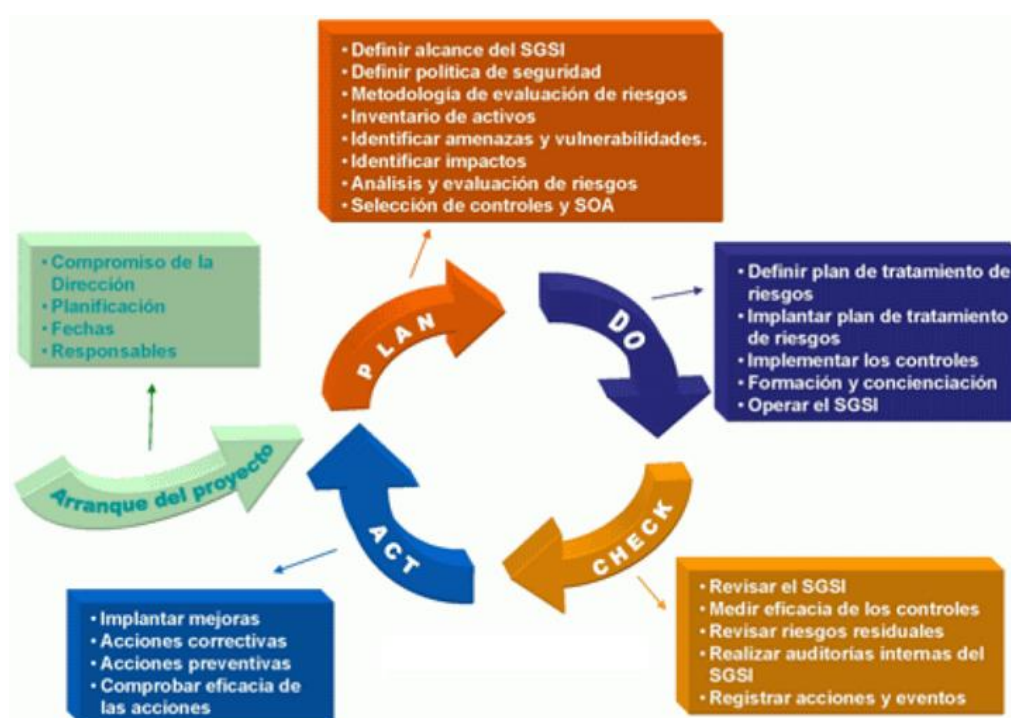 • Definir alcance del SGSI
• Definir política de seguridad
• Metodología de evaluación de riesgos
• Inventario de activos
• Identificar amenazas y vulnerabilidades.
• Identificar impactos
• Análisis y evaluación de riesgos
• Selección de controles y SOA
• Compromiso de la
Dirección
• Planificación
• Fechas
• Responsables
Arranque del proyecto
PLAN
DO
• Definir plan de tratamiento de
riesgos
• Implantar plan de tratamiento
de riesgos
• Implementar los controles
• Formación y concienciación
• Operar el SGSI
CHECK
• Revisar el SGSI
• Medir eficacia de los controles
• Revisar riesgos residuales
• Realizar auditorías internas del
SGSI
• Registrar acciones y eventos
ACT
• Implantar mejoras
• Acciones correctivas
• Acciones preventivas
• Comprobar eficacia de
las acciones